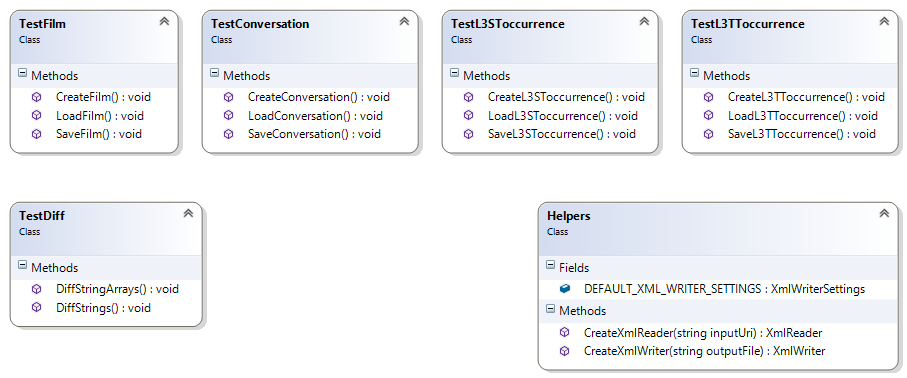 TestFilm
Class
Methods
CreateFilm() : void
LoadFilm() : void
SaveFilm() : void
TestConversation
Class
Methods
CreateConversation() : void
LoadConversation() : void
SaveConversation() : void
TestL3SToccurrence
Class
Methods
CreateL3SToccurrence() : void
LoadL3SToccurrence() : void
SaveL3SToccurrence() : void
TestL3TToccurrence
Class
Methods
CreateL3TToccurrence() : void
LoadL3TToccurrence() : void
SaveL3TToccurrence() : void
TestDiff
Class
Methods
DiffStringArrays() : void
DiffStrings() : void
Helpers
Class
Fields
DEFAULT_XML_WRITER_SETTINGS : XmlWriterSettings
Methods
CreateXmlReader(string inputUri) : XmlReader
CreateXmlWriter(string outputFile) : XmlWriter